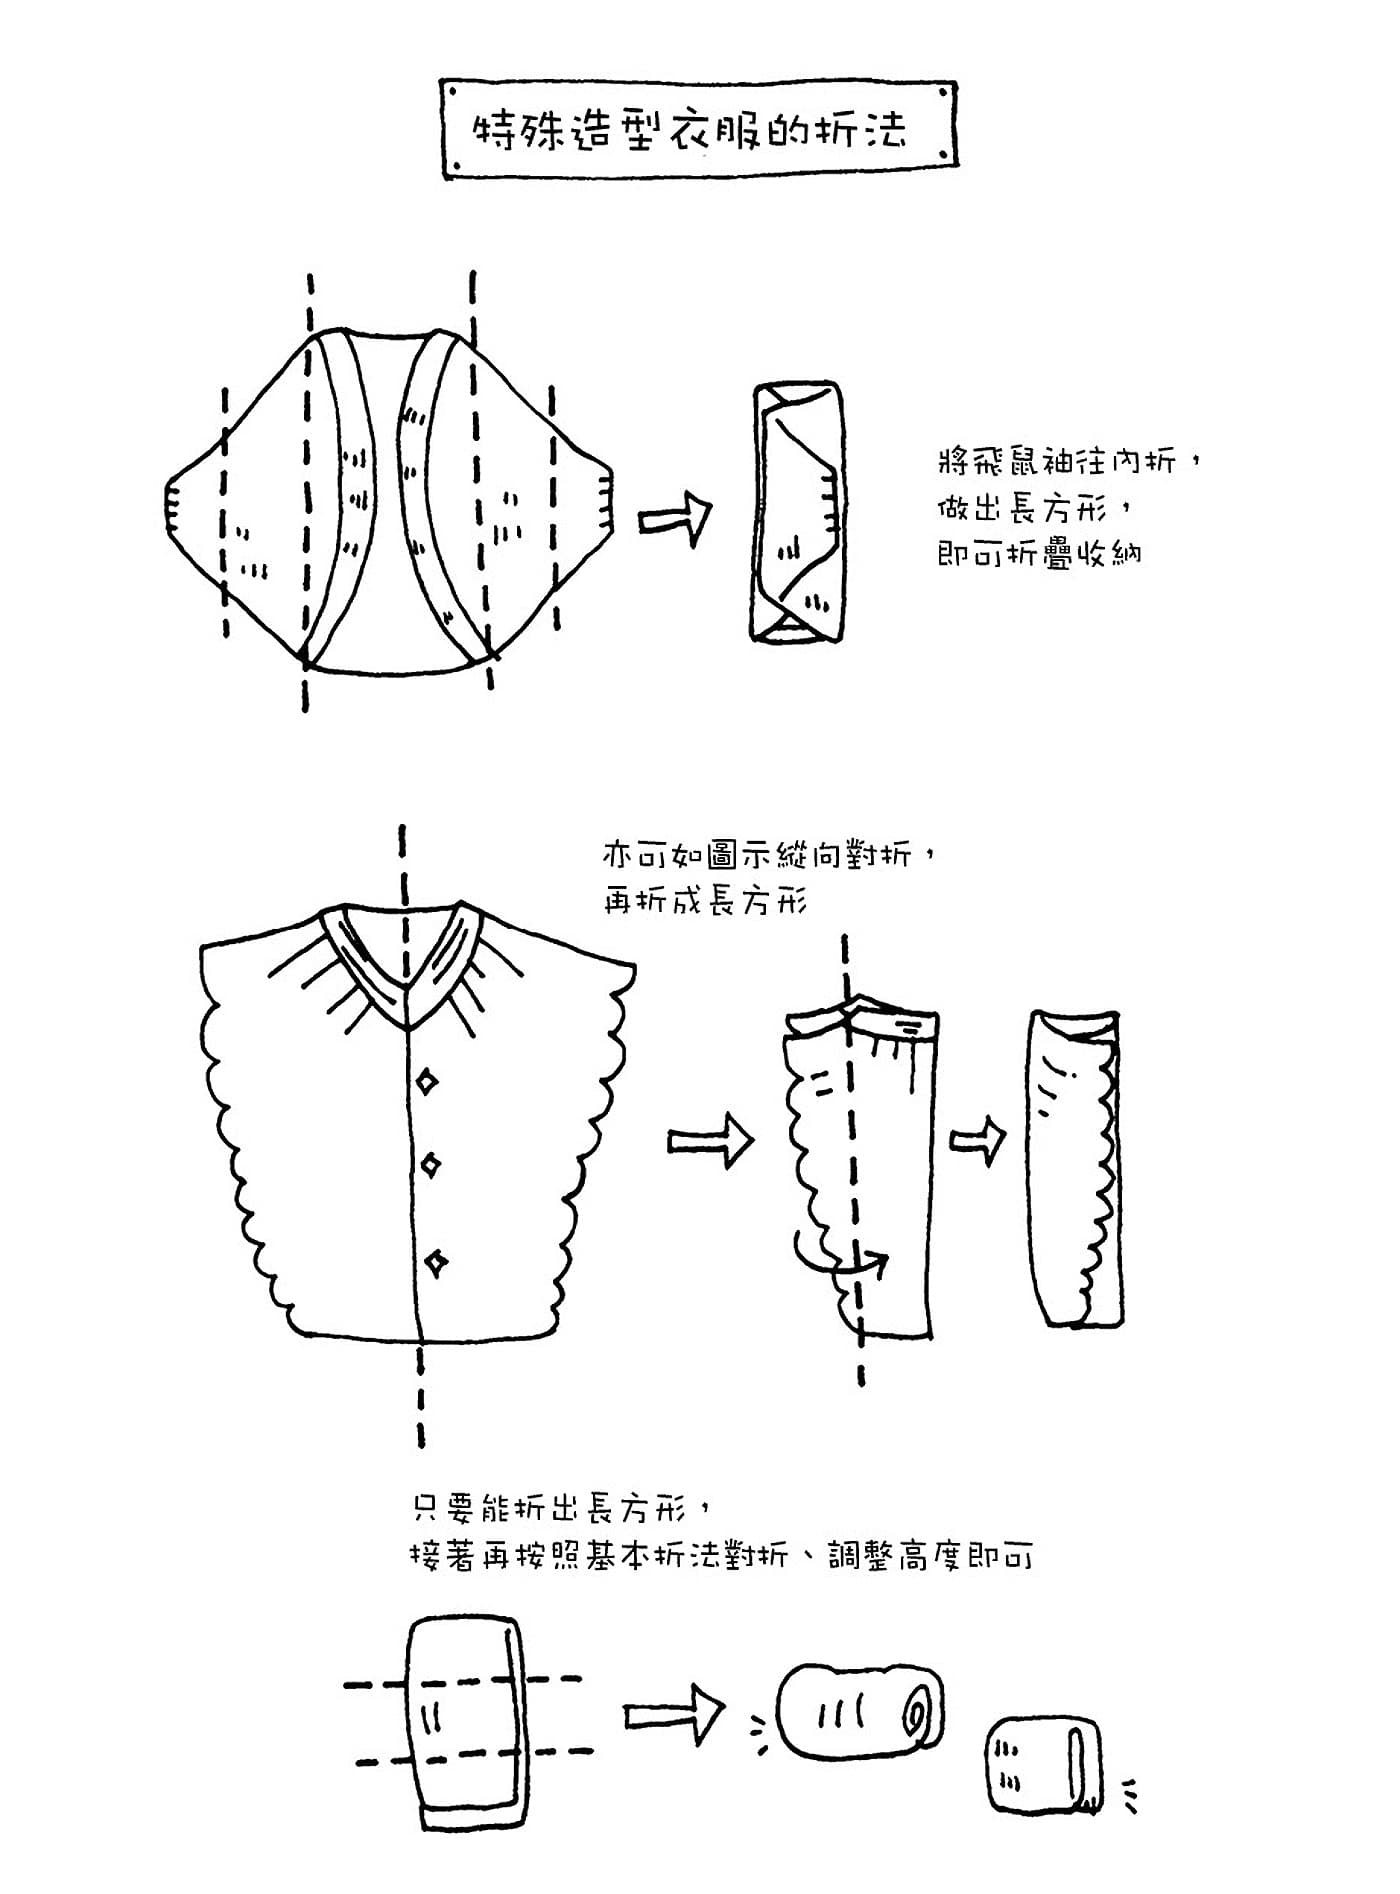 特殊造型衣服的折法
將飛鼠袖往內折，
做出長方形，
即可折疊收納
亦可如圖示縱向對折，
再折成長方形
只要能折出長方形，
接著再按照基本折法對折、調整高度即可